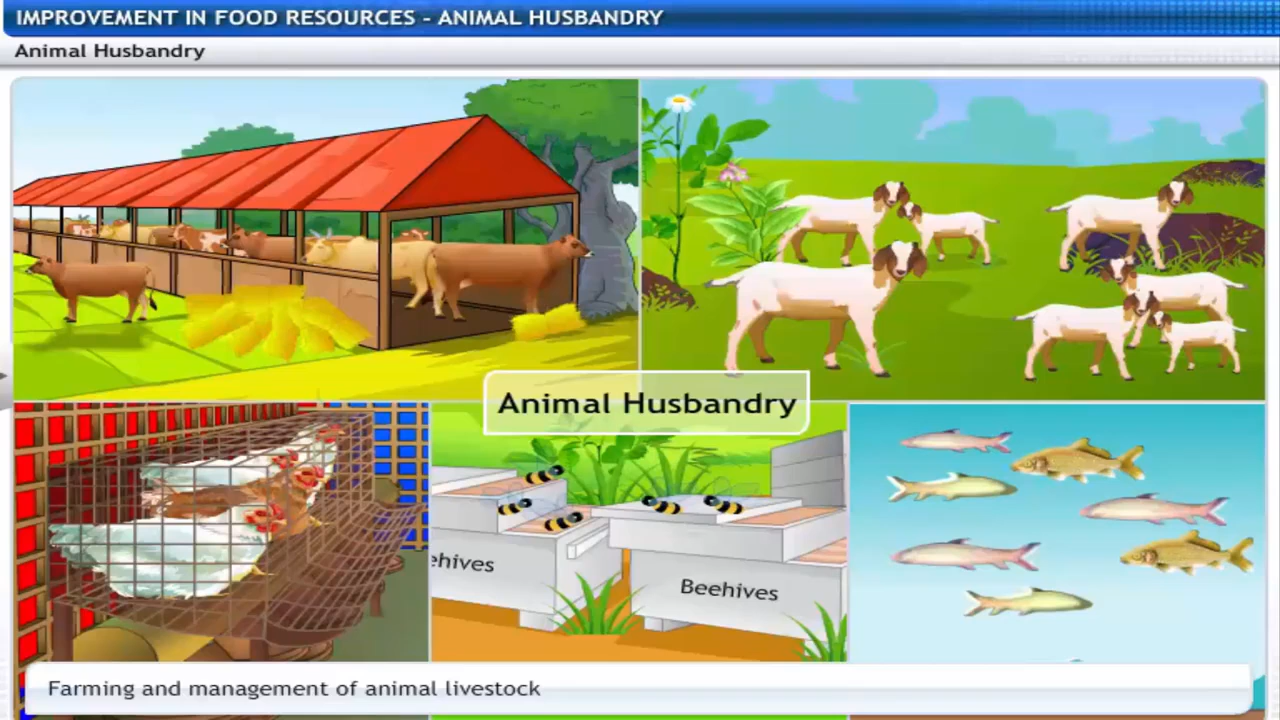 IMPROVEMENT IN FOOD RESOURCES - ANIMAL HUSBANDRY
Animal Husbandry
Animal Husbandry
ehives
Beehives
Farming and management of animal livestock